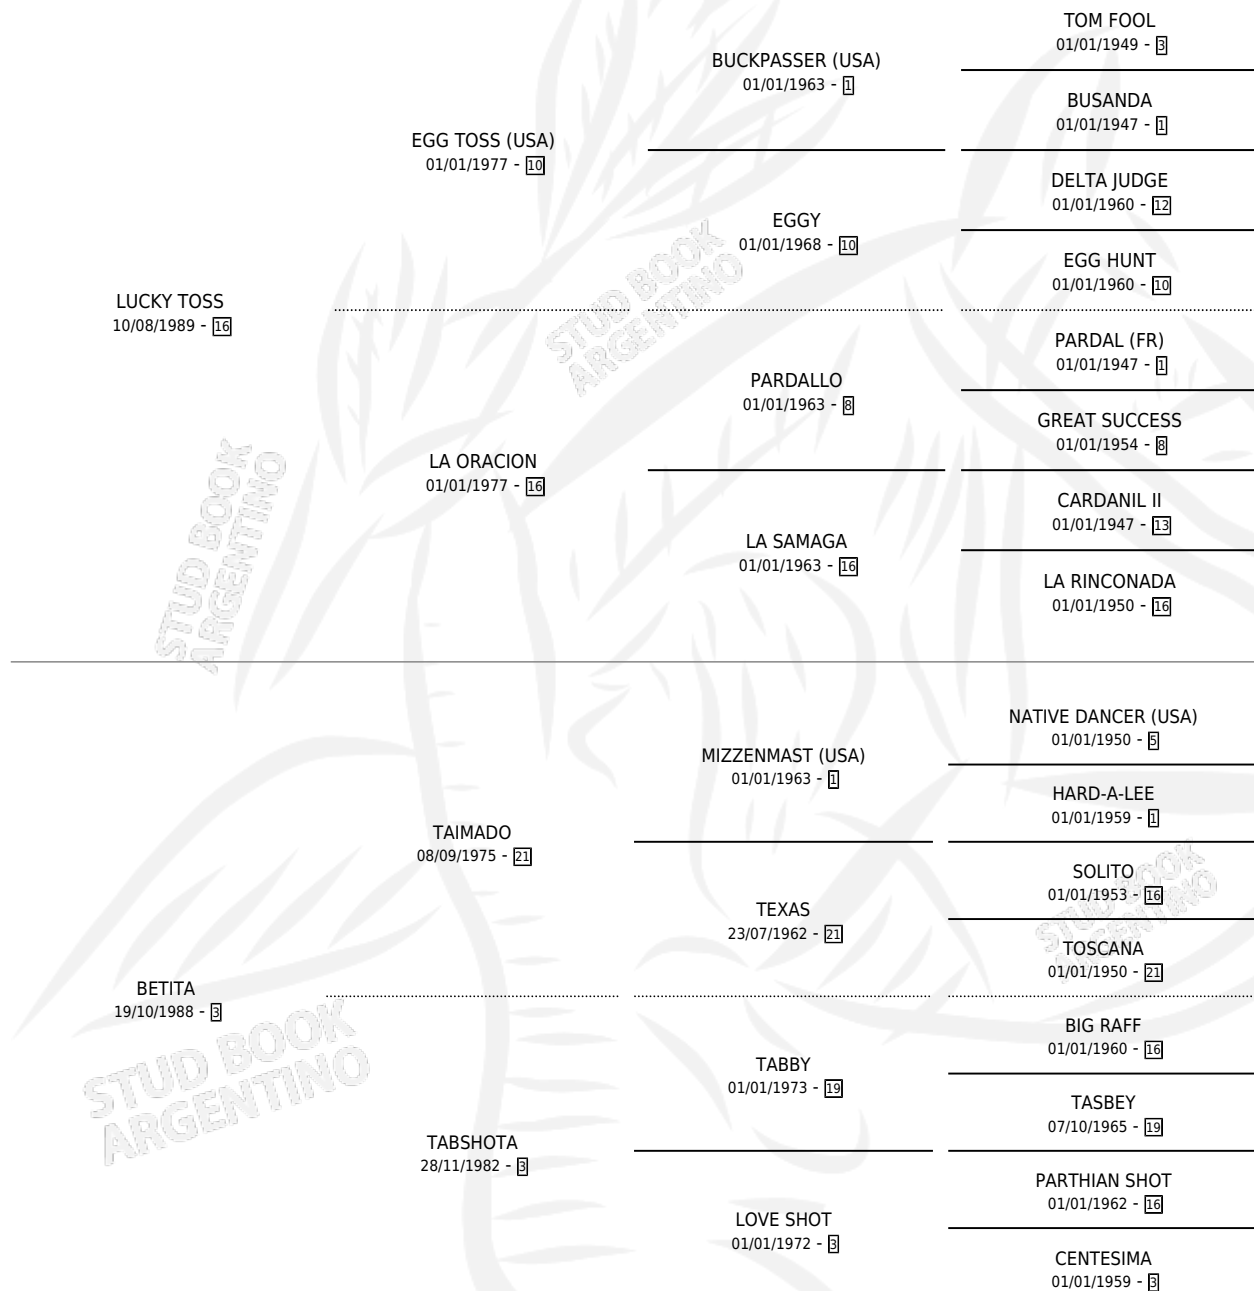 TOM FOOL
01/01/1949 - 3
BUCKPASSER (USA)
01/01/1963 - 1
BUSANDA
01/01/1947 - 1
EGG TOSS (USA)
01/01/1977 - 10
DELTA JUDGE
01/01/1960 - 12
EGGY
01/01/1968 - 10
EGG HUNT
01/01/1960 - 10
LUCKY TOSS
10/08/1989 - 16
PARDAL (FR)
01/01/1947 - 1
PARDALLO
01/01/1963 - 8
GREAT SUCCESS
01/01/1954 - 8
LA ORACION
01/01/1977 - 16
CARDANIL II
01/01/1947 - 13
LA SAMAGA
01/01/1963 - 16
LA RINCONADA
01/01/1950 - 16
NATIVE DANCER (USA)
01/01/1950 - 5
MIZZENMAST (USA)
01/01/1963 - 1
HARD-A-LEE
01/01/1959 - 1
TAIMADO
08/09/1975 - 21
SOLITO
01/01/1953 - 16
TEXAS
23/07/1962 - 21
TOSCANA
01/01/1950 - 21
BETITA
19/10/1988 - 3
BIG RAFF
01/01/1960 - 16
TABBY
01/01/1973 - 19
TASBEY
07/10/1965 - 19
TABSHOTA
28/11/1982 - 3
PARTHIAN SHOT
01/01/1962 - 16
LOVE SHOT
01/01/1972 - 3
CENTESIMA
01/01/1959 - 3
STUD BOOK
ARGENTINO
STUD BOOK
ARGENTINO
STUD BOOK
ARGENTINO
STUD BOOK
ARGENTINO